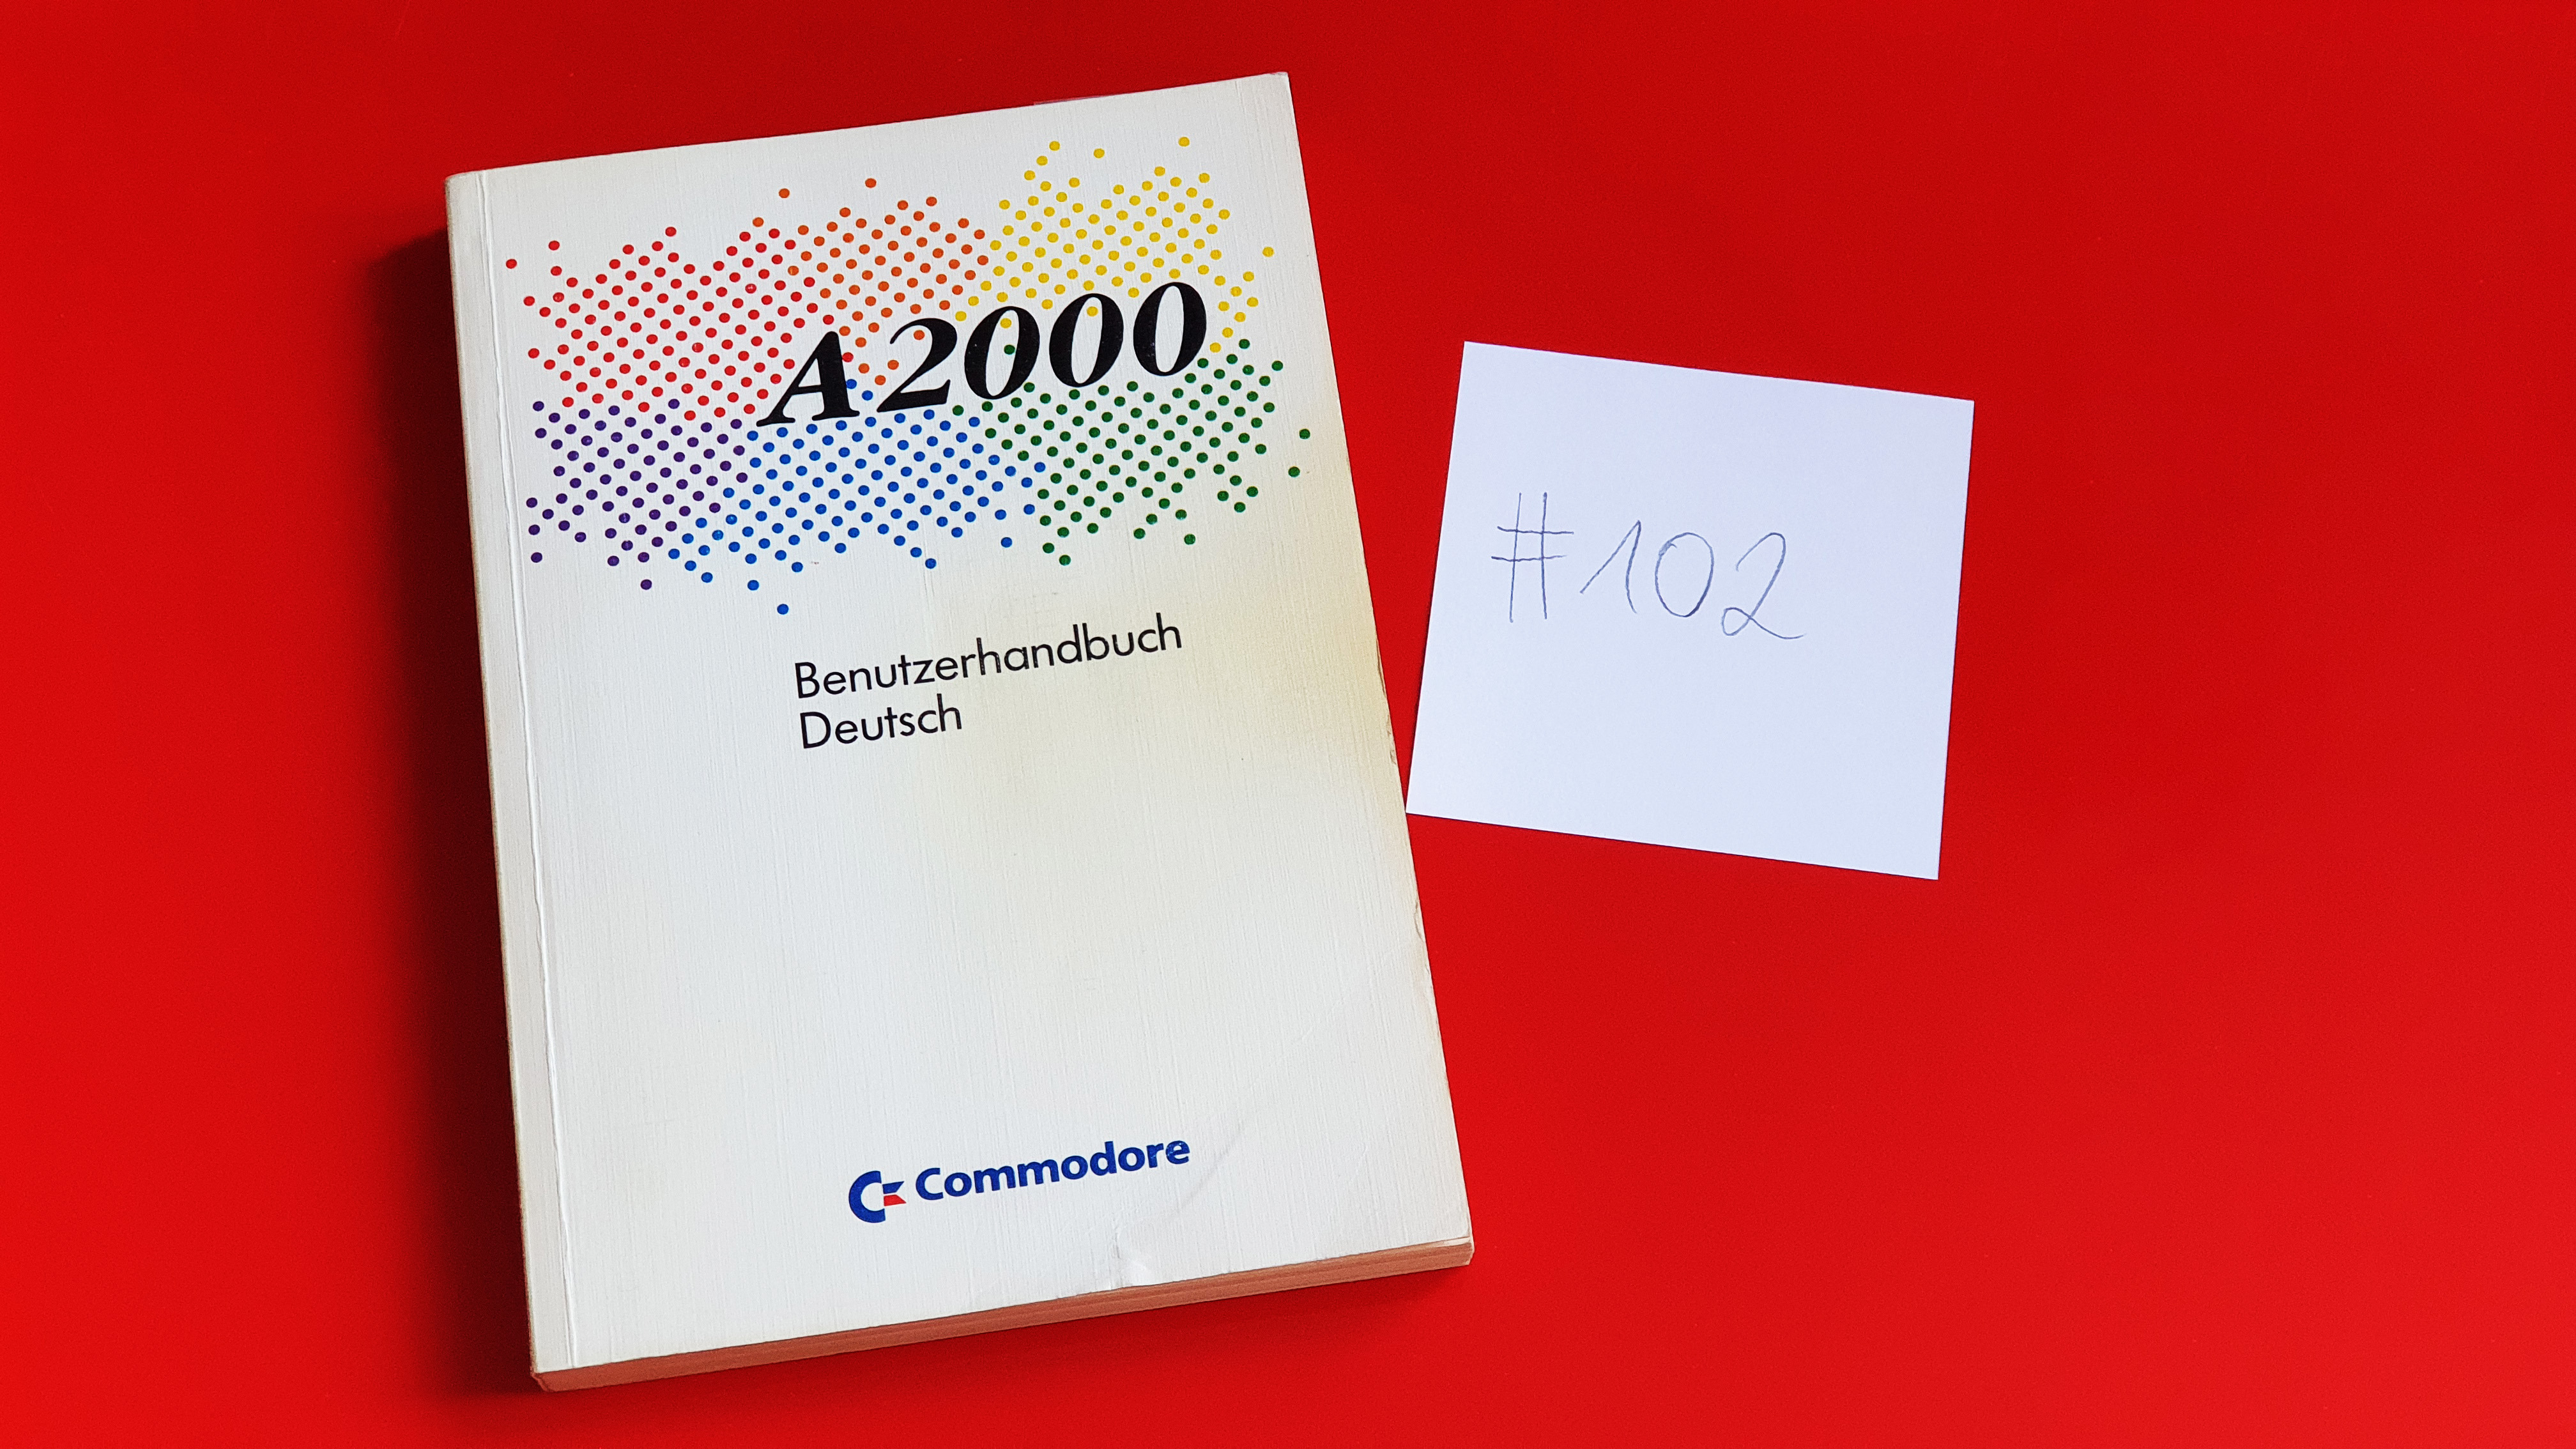 A2000
Benutzerhandbuch
Deutsch
Commodore
#102